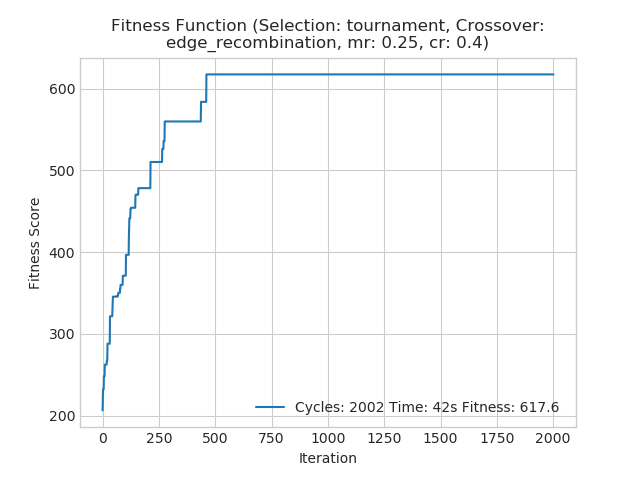 Fitness Function (Selection: tournament, Crossover:
edge_recombination, mr: 0.25, cr: 0.4)
600
500
400
300
200
Fitness Score
Cycles: 2002 Time: 42s Fitness: 617.6
0 250 500 750 1000 1250 1500 1750 2000
Iteration